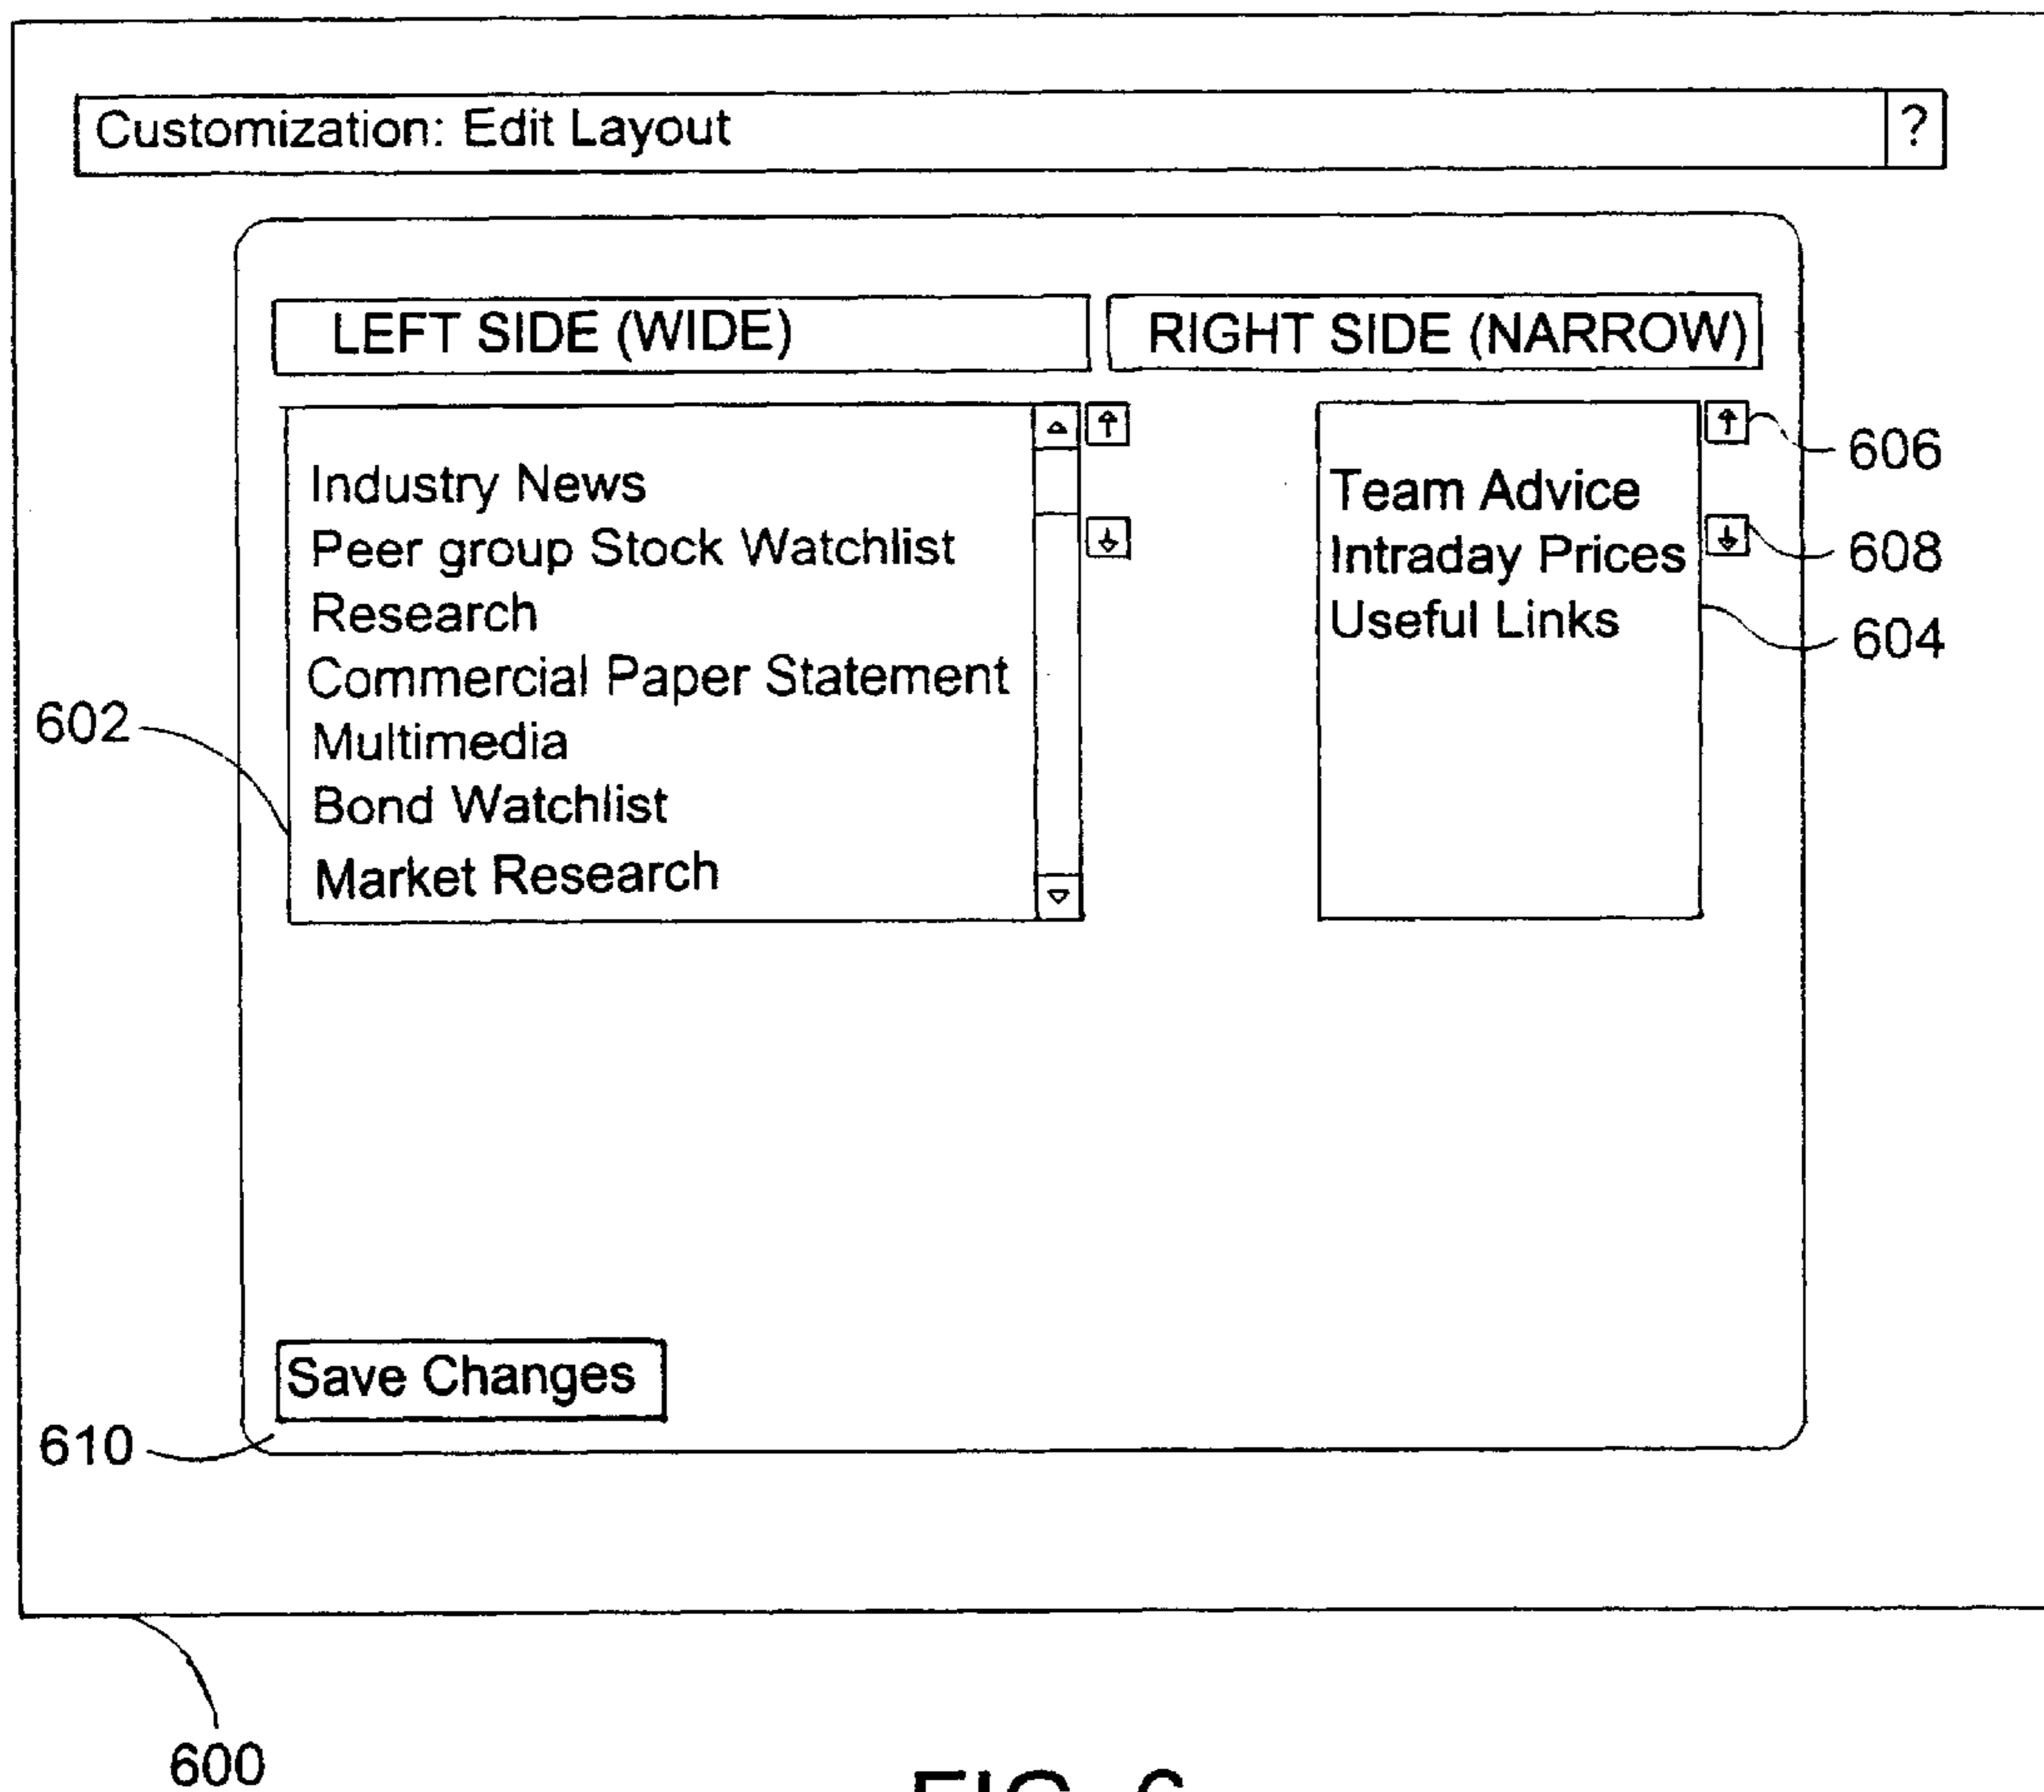 Customization: Edit Layout ?
LEFT SIDE (WIDE) RIGHT SIDE (NARROW)
Industry News
Peer group Stock Watchlist
Research
Commercial Paper Statement
Multimedia
Bond Watchlist
Market Research
Team Advice
Intraday Prices
Useful Links
606
608
604
602
Save Changes
610
600
FIG. 6